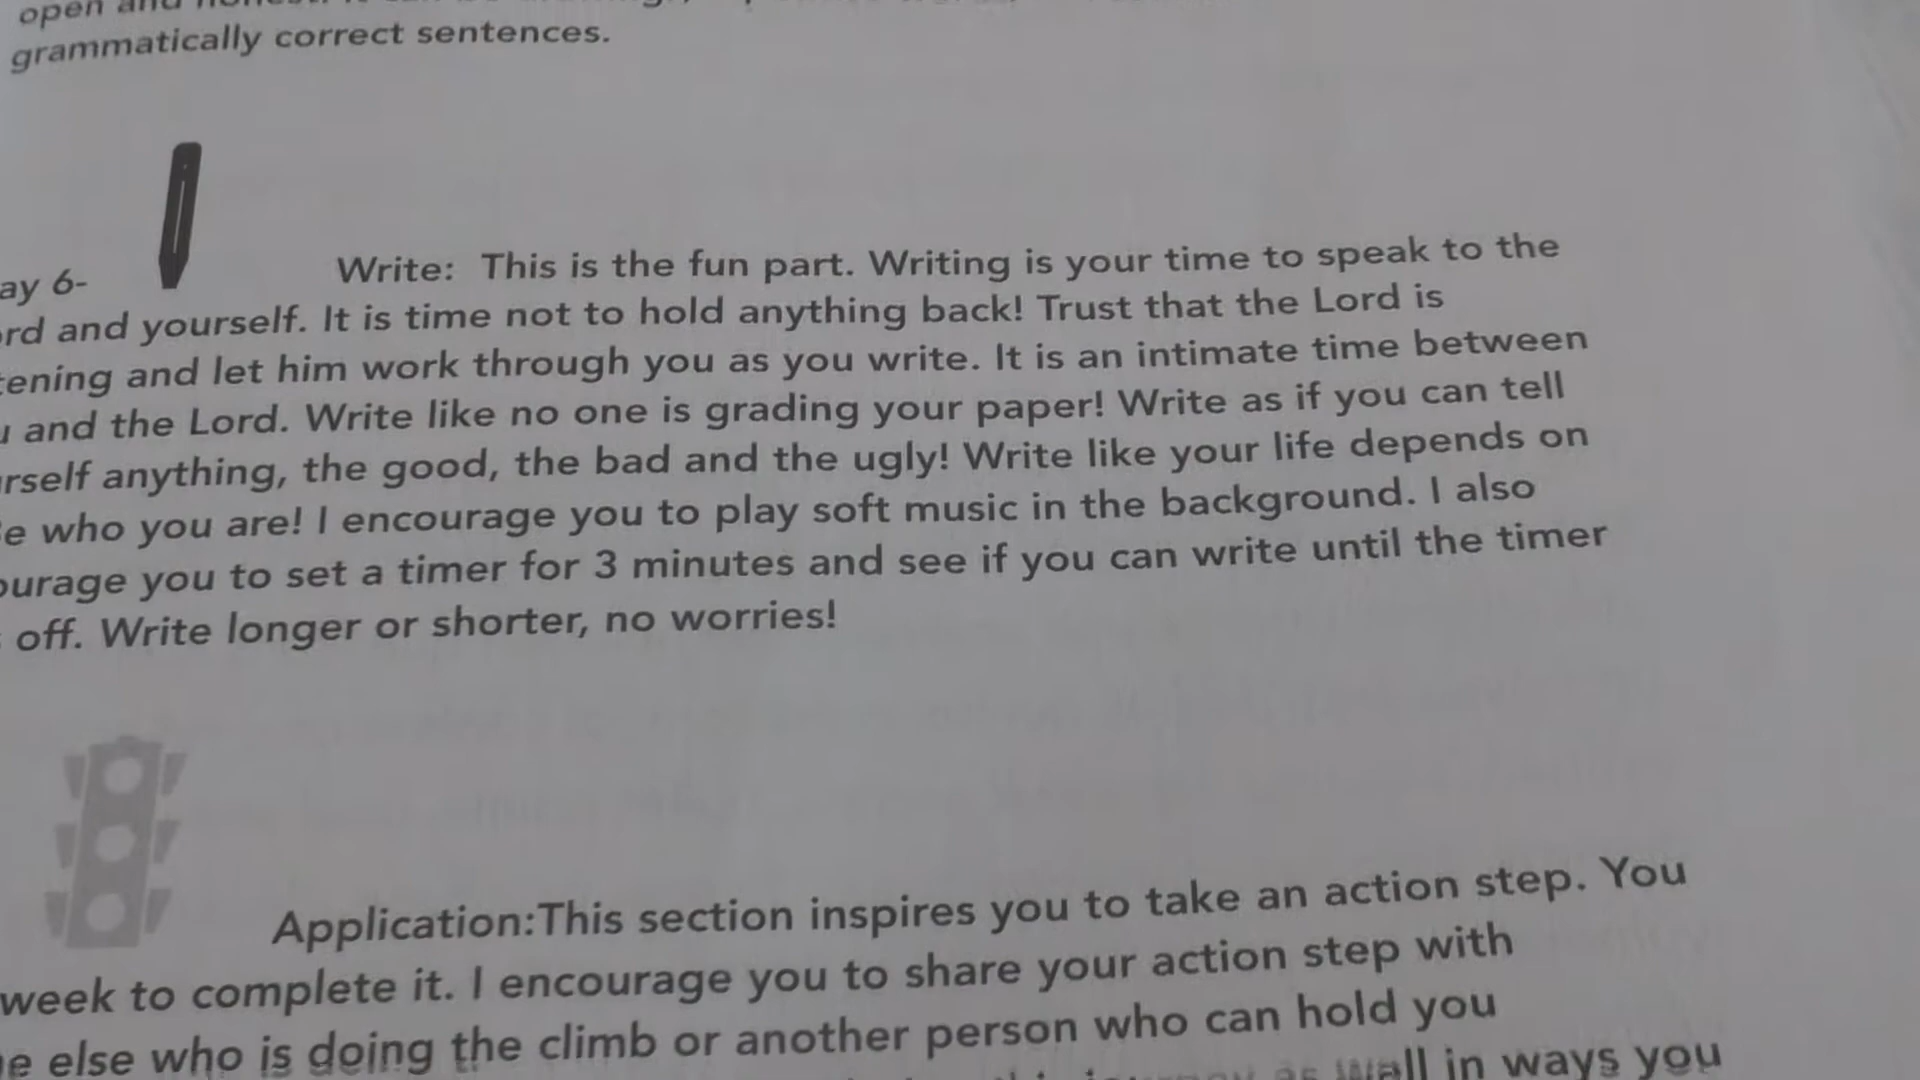 open and
grammatically correct sentences.
ay 6-
Write: This is the fun part. Writing is your time to speak to the
rd and yourself. It is time not to hold anything back! Trust that the Lord is
tening and let him work through you as you write. It is an intimate time between
u and the Lord. Write like no one is grading your paper! Write as if you can tell
rself anything, the good, the bad and the ugly! Write like your life depends on
e who you are! I encourage you to play soft music in the background. I also
ourage you to set a timer for 3 minutes and see if you can write until the timer
off. Write longer or shorter, no worries!
Application:This section inspires you to take an action step. You
week to complete it. I encourage you to share your action step with
e else who is doing the climb or another person who can hold you
as well in ways you